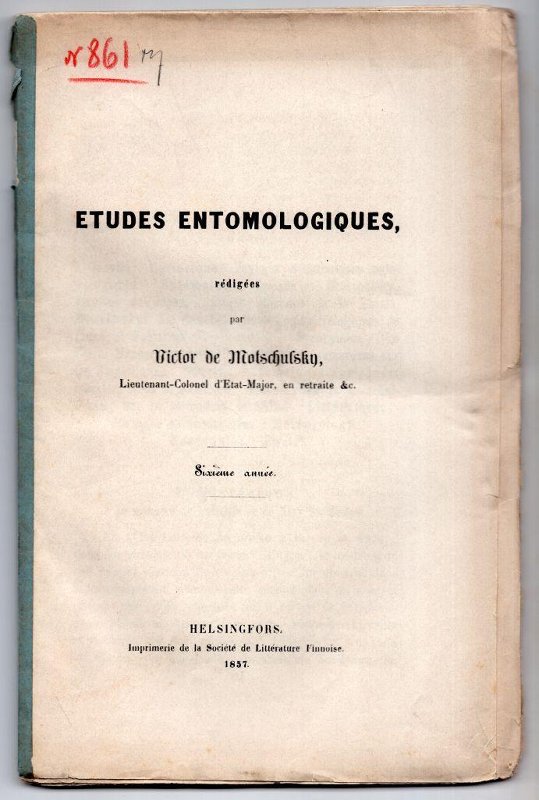 N 861
ETUDES ENTOMOLOGIQUES,
rédigées
par
Victor de Motschulsky,
Lieutenant-Colonel d'Etat-Major, en retraite &c.
Sixième année.
HELSINGFORS.
Imprimerie de la Société de Littérature Finnoise.
1857.